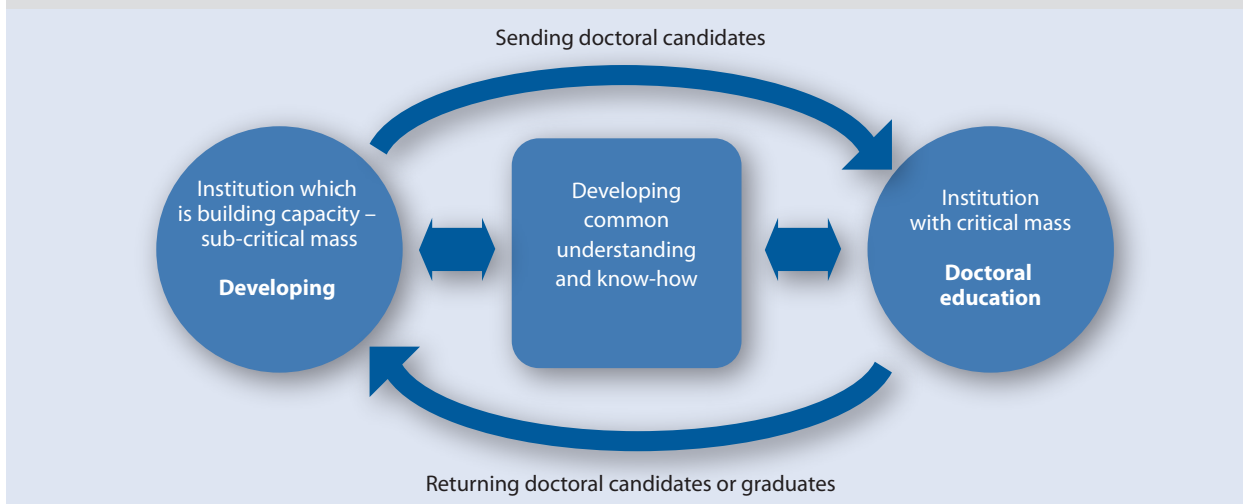 Sending doctoral candidates
Institution which
is building capacity –
sub-critical mass
Developing
Developing
common
understanding
and know-how
Institution
with critical mass
Doctoral
education
Returning doctoral candidates or graduates